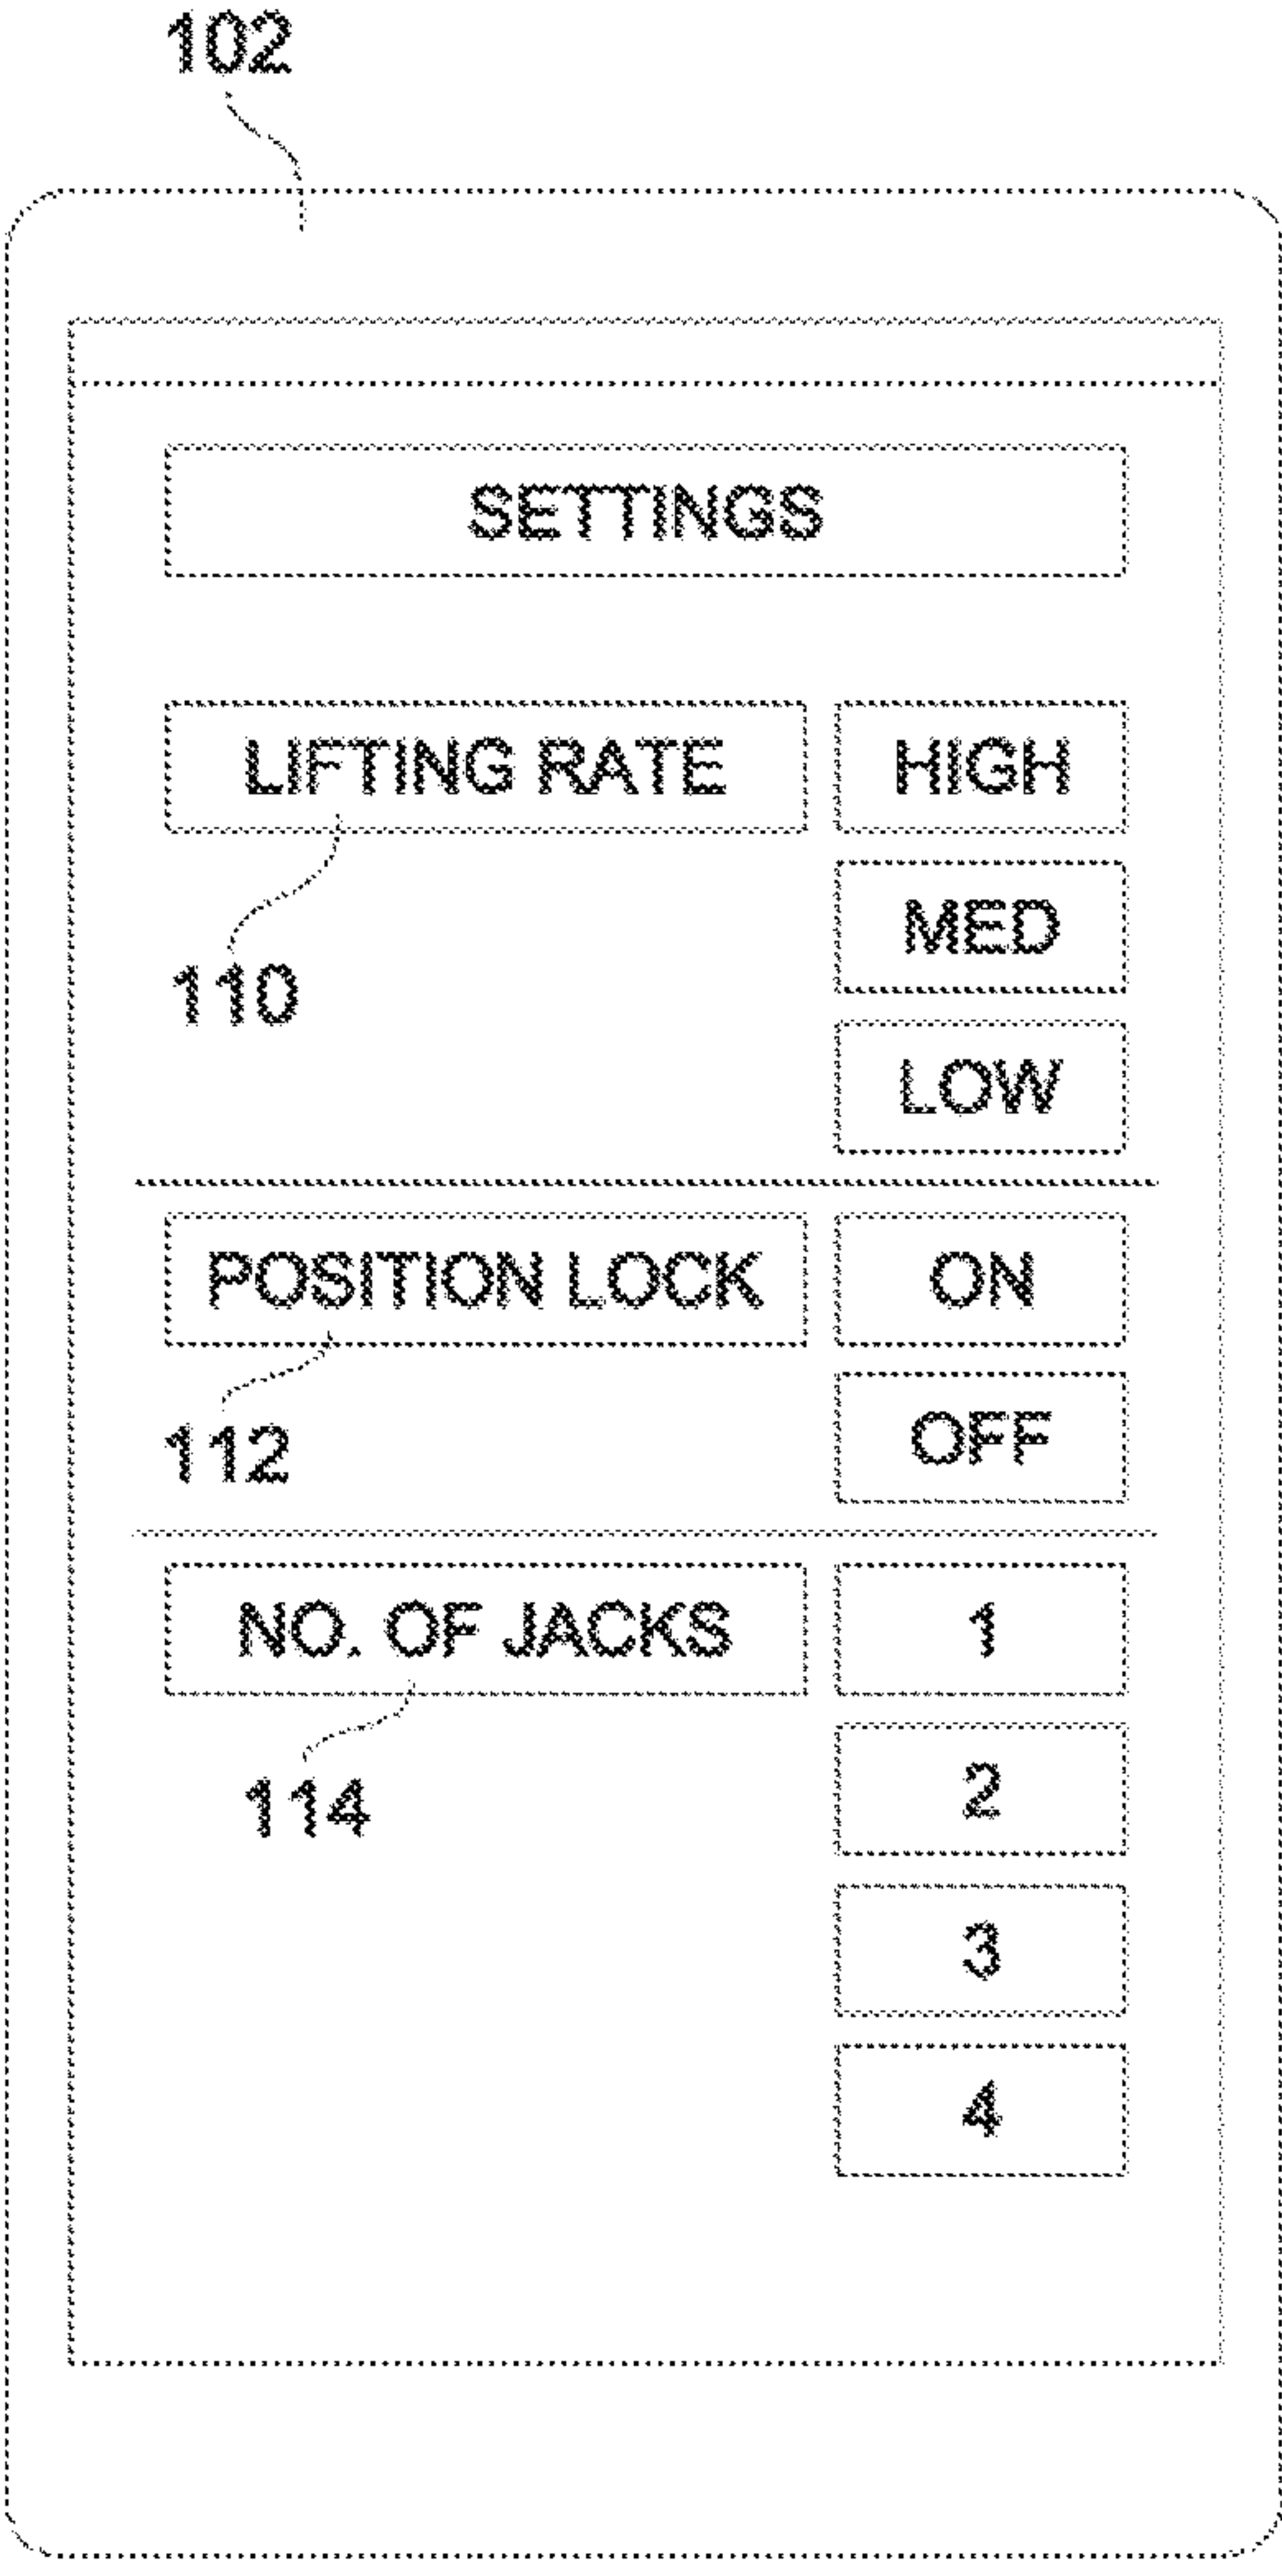 102
SETTINGS
LIFTING RATE HIGH
MED
110
LOW
POSITION LOCK ON
OFF
112
NO. OF JACKS 1
2
114
3
4